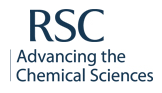 RSC
Advancing the
Chemical Sciences